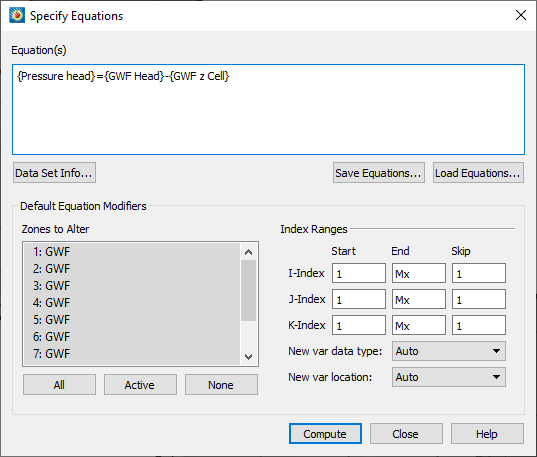 Specify Equations
Equation(s)
{Pressure head}={GWF Head}-{GWF z Cell}
Data Set Info... Save Equations... Load Equations...
Default Equation Modifiers
Zones to Alter
1: GWF
2: GWF
3: GWF
4: GWF
5: GWF
6: GWF
7: GWF
All Active None
Index Ranges
Start End Skip
I-Index 1 Mx 1
J-Index 1 Mx 1
K-Index 1 Mx 1
New var data type: Auto
New var location: Auto
Compute Close Help